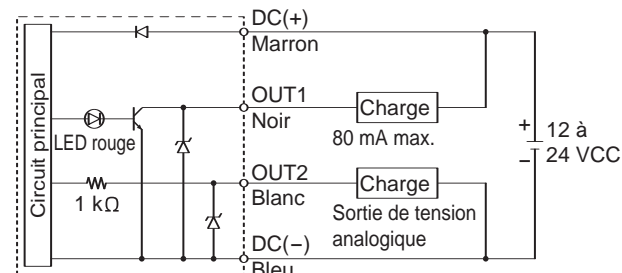 DC(+)
Marron
Circuit principal
LED rouge
OUT1
Noir
Charge
80 mA max.
+
−
12 à
24 VCC
1 kΩ
OUT2
Blanc
Charge
Sortie de tension
analogique
DC(−)
Bleu